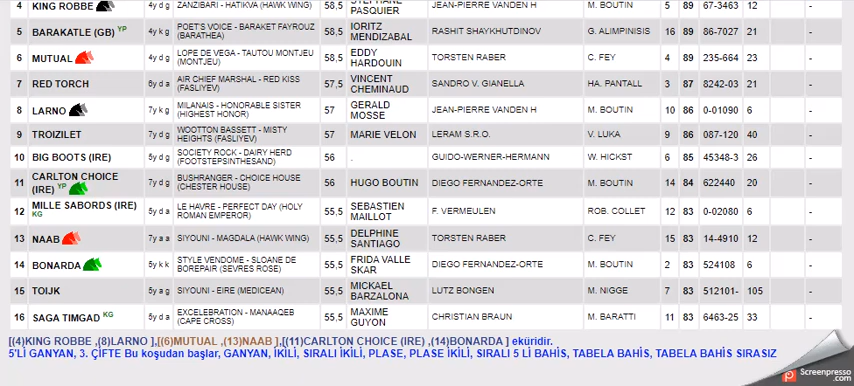 4 KING ROBBE 4y d g ZANZIBARI - HATIKVA (HAWK WING) 58,5 STEPHANE PASQUIER JEAN-PIERRE VANDEN H M. BOUTIN 5 89 67-3463 12 -
5 BARAKATLE (GB) YP 4y k g POET'S VOICE - BARAKET FAYROUZ (BARATHEA) 58,5 IORITZ MENDIZABAL RASHIT SHAYKHUTDINOV G. ALIMPINISIS 16 89 86-7027 21 -
6 MUTUAL 4y d g LOPE DE VEGA - TAUTOU MONTJEU (MONTJEU) 58,5 EDDY HARDOUIN TORSTEN RABER C. FEY 4 89 235-664 23 -
7 RED TORCH 6y d a AIR CHIEF MARSHAL - RED KISS (FASLIYEV) 57,5 VINCENT CHEMINAUD SANDRO V. GIANELLA HA. PANTALL 3 87 8242-03 21 -
8 LARNO 7y k g MILANAIS - HONORABLE SISTER (HIGHEST HONOR) 57 GERALD MOSSE JEAN-PIERRE VANDEN H M. BOUTIN 10 86 0-01090 6 -
9 TROIZILET 7y d g WOOTTON BASSETT - MISTY HEIGHTS (FASLIYEV) 57 MARIE VELON LERAM S.R.O. V. LUKA 9 86 087-120 40 -
10 BIG BOOTS (IRE) 5y d g SOCIETY ROCK - DAIRY HERD (FOOTSTEPSINTHESAND) 56 . GUIDO-WERNER-HERMANN W. HICKST 6 85 45348-3 26 -
11 CARLTON CHOICE (IRE) YP 7y d g BUSHRANGER - CHOICE HOUSE (CHESTER HOUSE) 56 HUGO BOUTIN DIEGO FERNANDEZ-ORTE M. BOUTIN 14 84 622440 20 -
12 MILLE SABORDS (IRE) KG 5y d a LE HAVRE - PERFECT DAY (HOLY ROMAN EMPEROR) 55,5 SEBASTIEN MAILLOT F. VERMEULEN ROB. COLLET 12 83 0-02080 6 -
13 NAAB 7y a a SIYOUNI - MAGDALA (HAWK WING) 55,5 DELPHINE SANTIAGO TORSTEN RABER C. FEY 15 83 14-4910 12 -
14 BONARDA 5y k k STYLE VENDOME - SLOANE DE BOREPAIR (SEVRES ROSE) 55,5 FRIDA VALLE SKAR DIEGO FERNANDEZ-ORTE M. BOUTIN 2 83 524108 6 -
15 TOIJK 5y a g SIYOUNI - EIRE (MEDICEAN) 55,5 MICKAEL BARZALONA LUTZ BONGEN M. NIGGE 7 83 512101- 105 -
16 SAGA TIMGAD KG 5y d a EXCELEBRATION - MANAAQEB (CAPE CROSS) 55,5 MAXIME GUYON CHRISTIAN BRAUN M. BARATTI 11 83 6463-25 33 -
[(4)KING ROBBE ,(8)LARNO ],[(6)MUTUAL ,(13)NAAB ],[(11)CARLTON CHOICE (IRE) ,(14)BONARDA ] eküridir.
5'Lİ GANYAN, 3. ÇİFTE Bu koşudan başlar, GANYAN, İKİLİ, SIRALI İKİLİ, PLASE, PLASE İKİLİ, SIRALI 5 Lİ BAHİS, TABELA BAHİS, TABELA BAHİS SIRASIZ
Screenpresso
.com